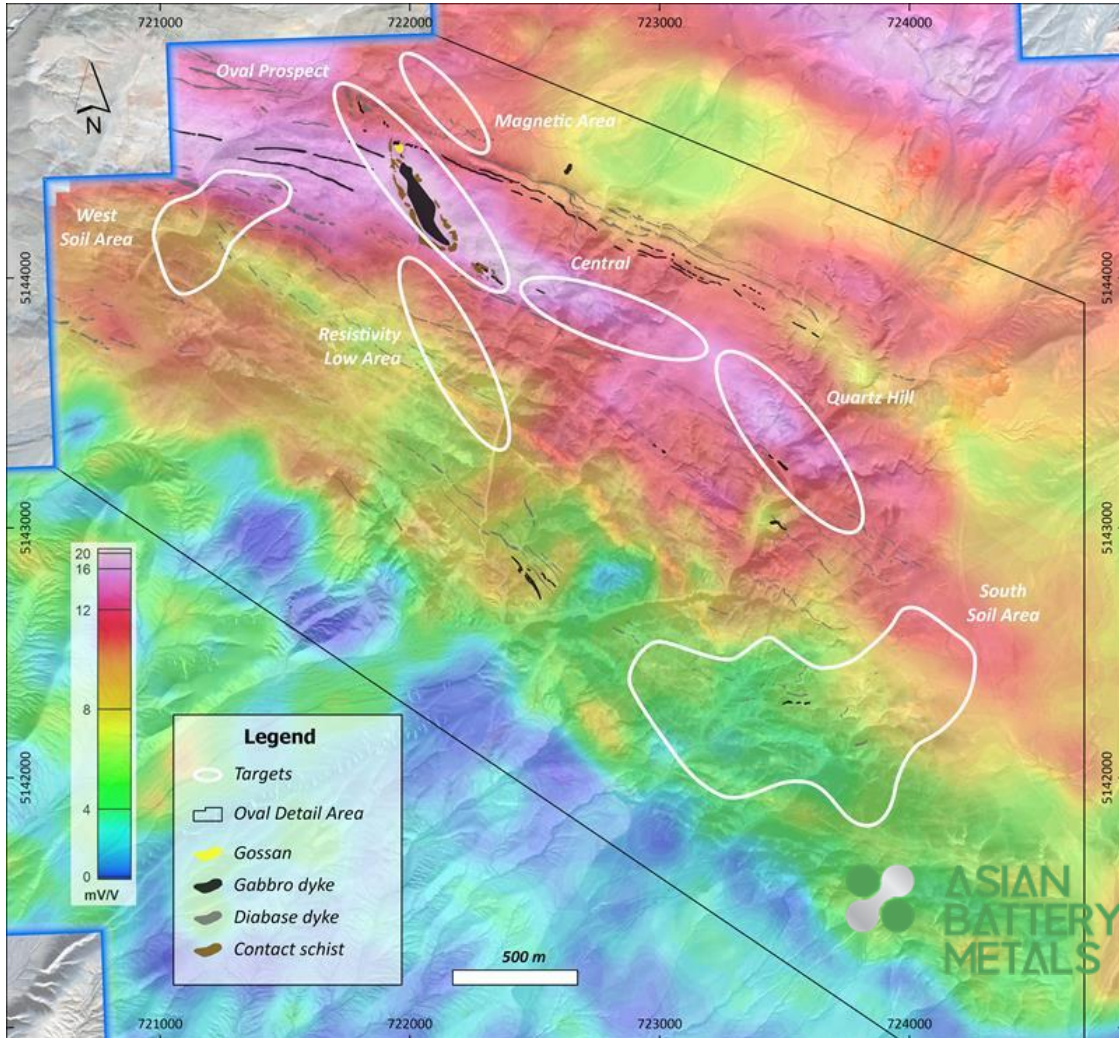 721000
722000
723000
724000
Oval Prospect
Magnetic Area
N
West
Soil Area
Central
5144000
5144000
Resistivity
Low Area
Quartz Hill
5143000
5143000
20
16
12
8
4
0
mV/V
South
Soil Area
Legend
Targets
Oval Detail Area
Gossan
Gabbro dyke
Diabase dyke
Contact schist
5142000
5142000
500 m
ASIAN
BATTERY
METALS
721000
722000
723000
724000